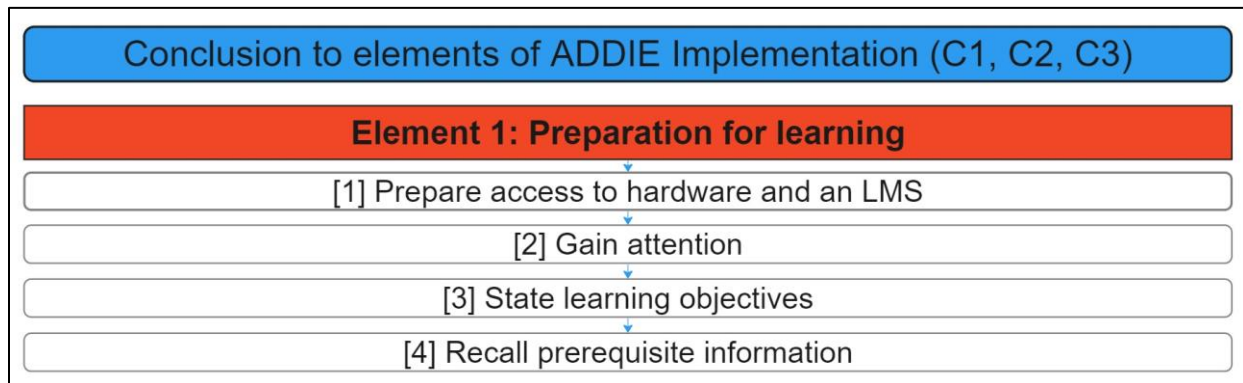 Conclusion to elements of ADDIE Implementation (C1, C2, C3)
Element 1: Preparation for learning
[1] Prepare access to hardware and an LMS
[2] Gain attention
[3] State learning objectives
[4] Recall prerequisite information